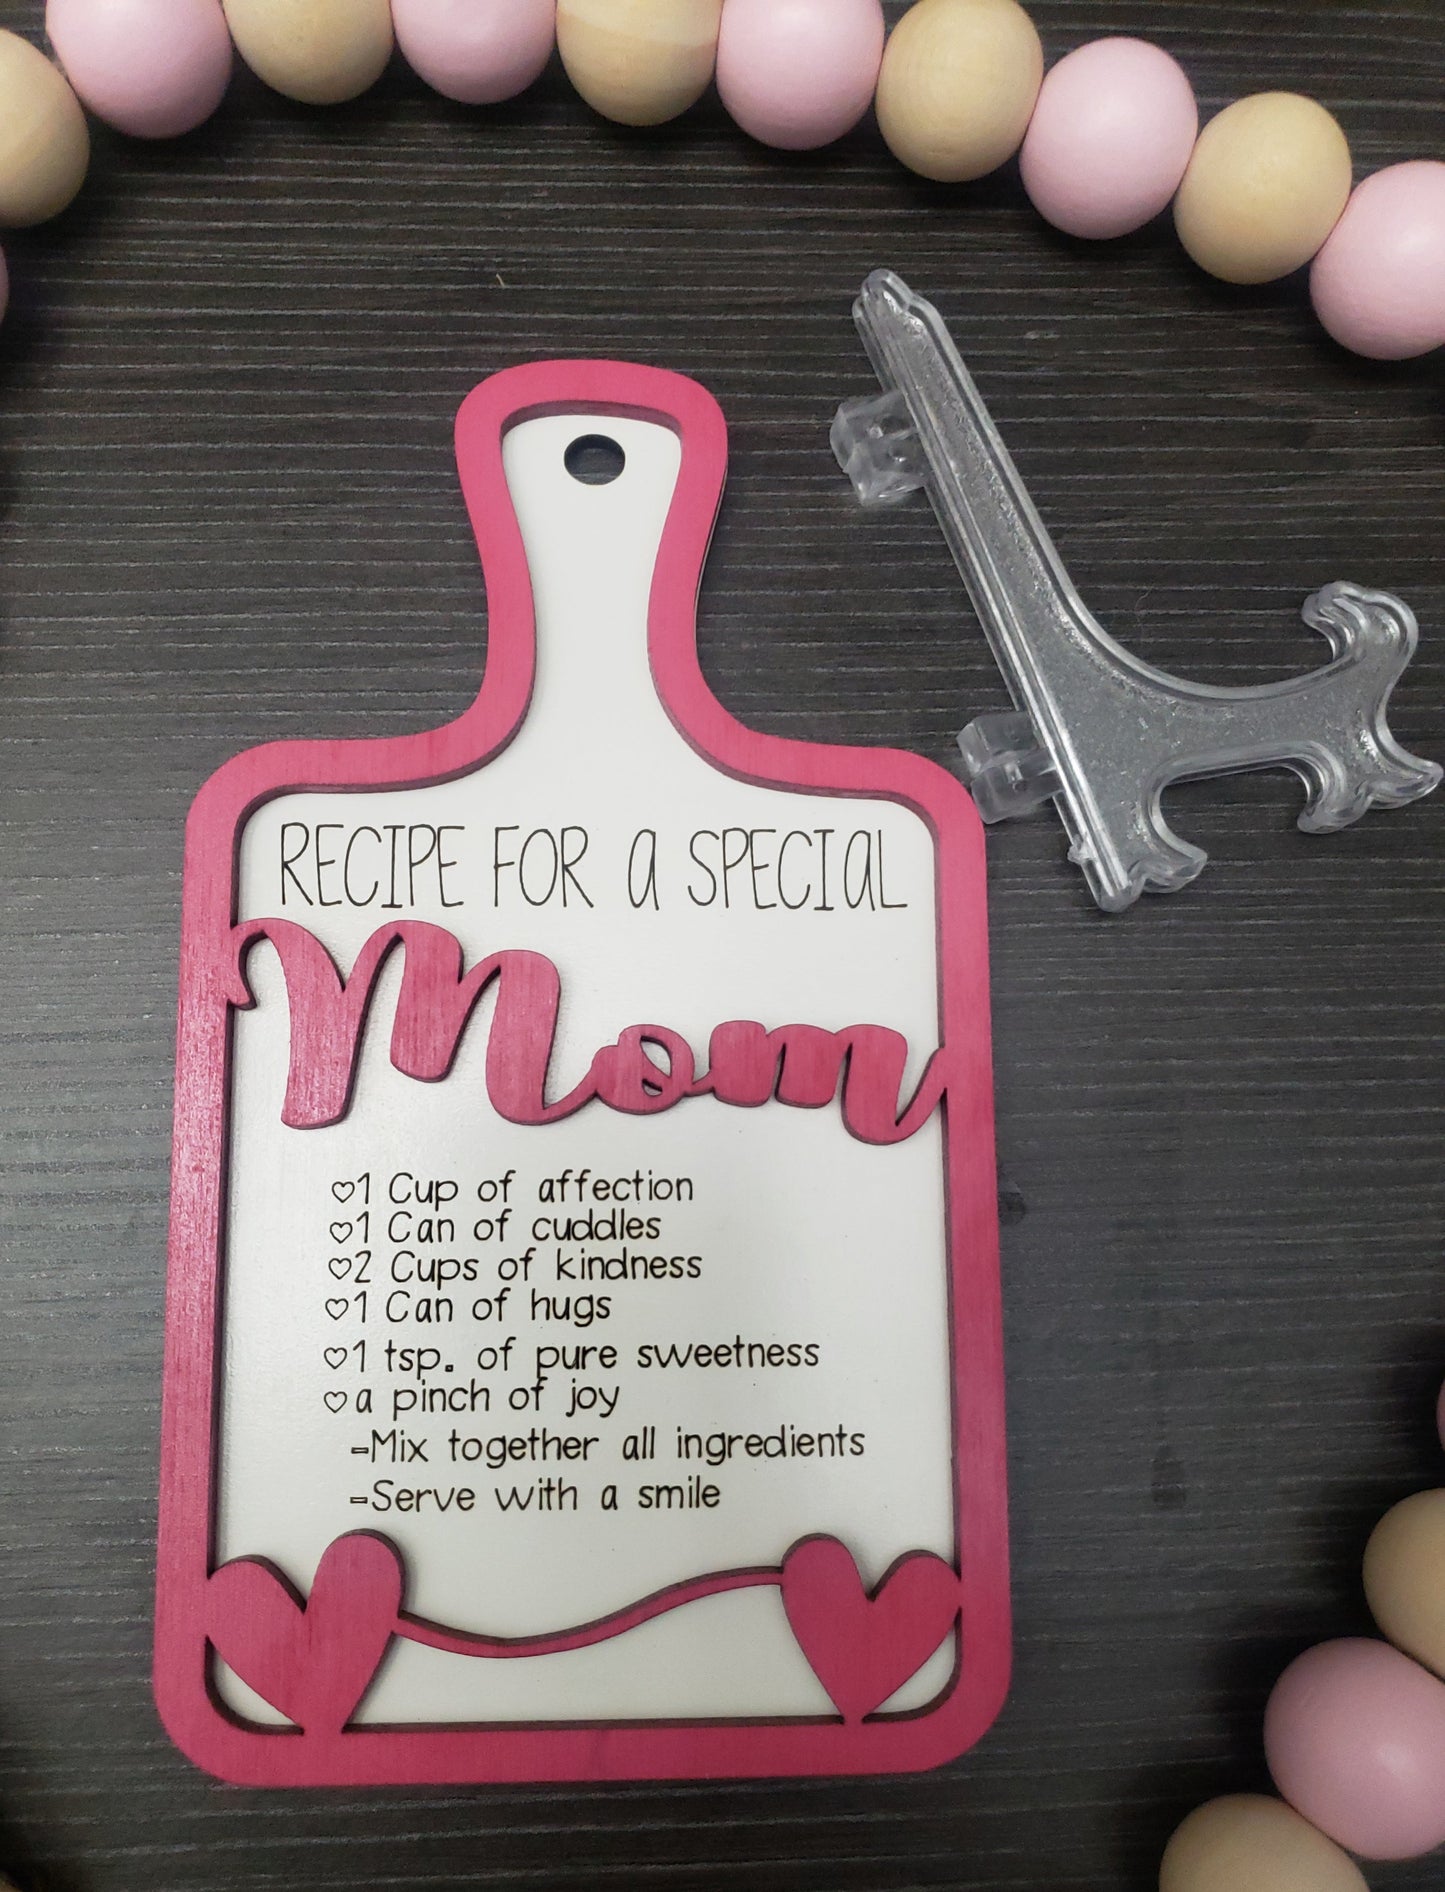 RECIPE FOR a SPECIaL
Mom
♡1 Cup of affection
♡1 Can of cuddles
♡2 Cups of kindness
♡1 Can of hugs
♡1 tsp. of pure sweetness
♡a pinch of joy
-Mix together all ingredients
-Serve with a smile